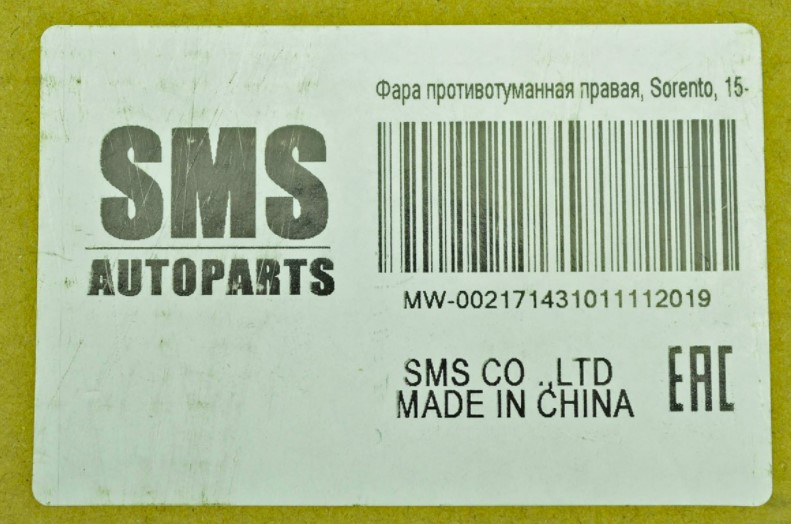 Фара противотуманная правая, Sorento, 15-
SMS
AUTOPARTS
MW-002171431011112019
SMS CO .,LTD
MADE IN CHINA
EAC